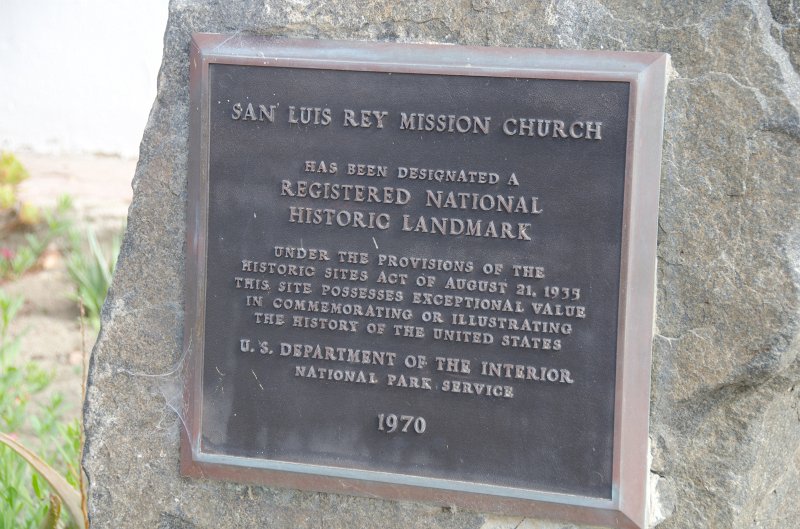 SAN LUIS REY MISSION CHURCH
HAS BEEN DESIGNATED A
REGISTERED NATIONAL
HISTORIC LANDMARK
UNDER THE PROVISIONS OF THE
HISTORIC SITES ACT OF AUGUST 21, 1935
THIS SITE POSSESSES EXCEPTIONAL VALUE
IN COMMEMORATING OR ILLUSTRATING
THE HISTORY OF THE UNITED STATES
U. S. DEPARTMENT OF THE INTERIOR
NATIONAL PARK SERVICE
1970